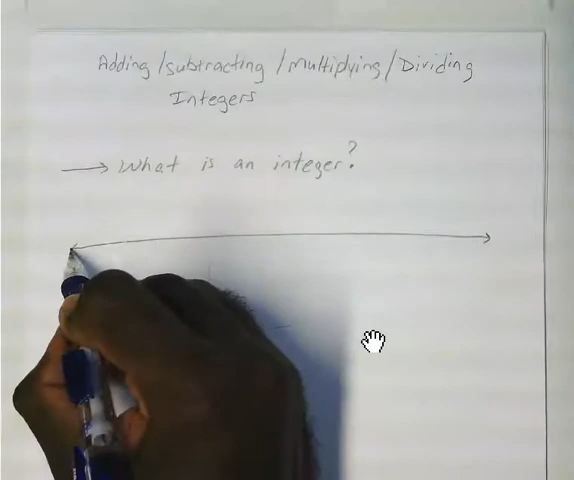 Adding/subtracting/multiplying/Dividing
Integers
→ What is an integer?